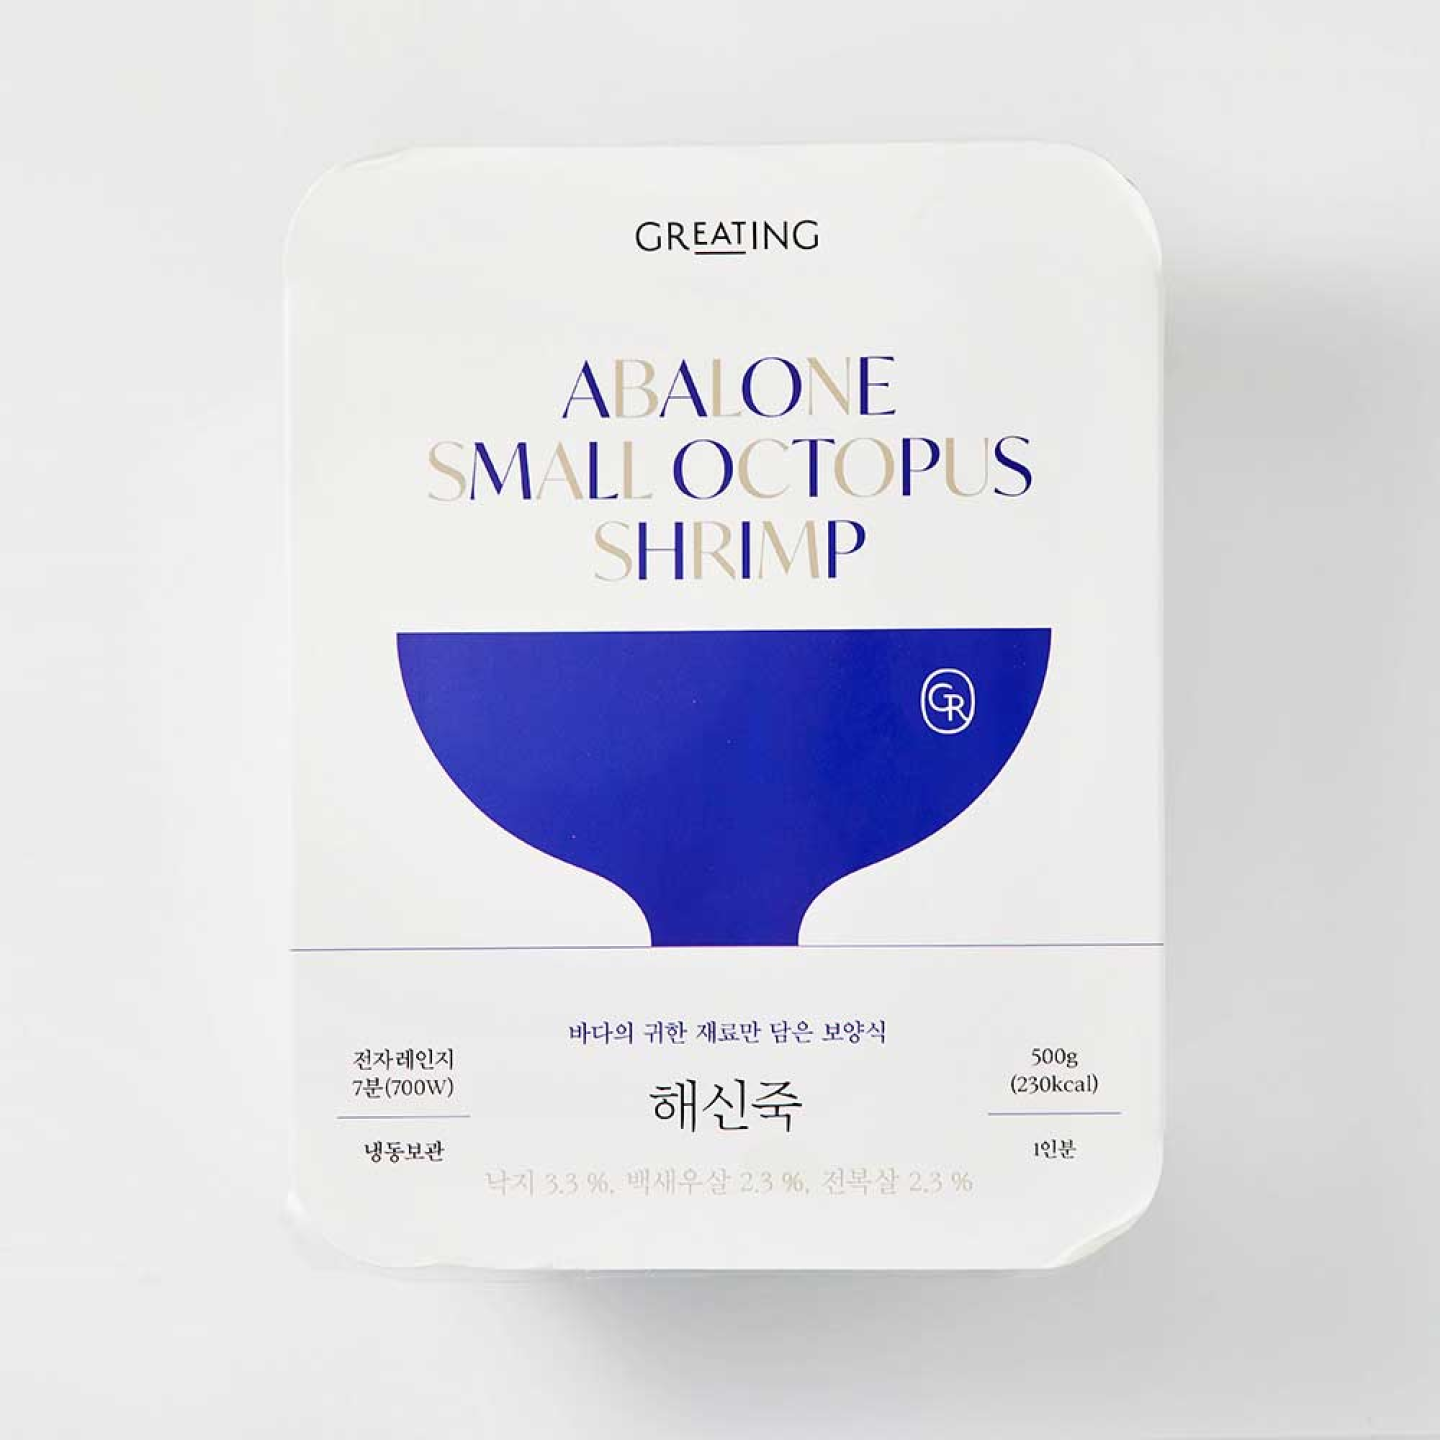 GREATING
ABALONE
SMALL OCTOPUS
SHRIMP
GR
바다의 귀한 재료만 담은 보양식
전자레인지
7분(700W)
냉동보관
해신죽
500g
(230kcal)
1인분
낙지 3.3 %, 백새우살 2.3 %, 전복살 2.3 %